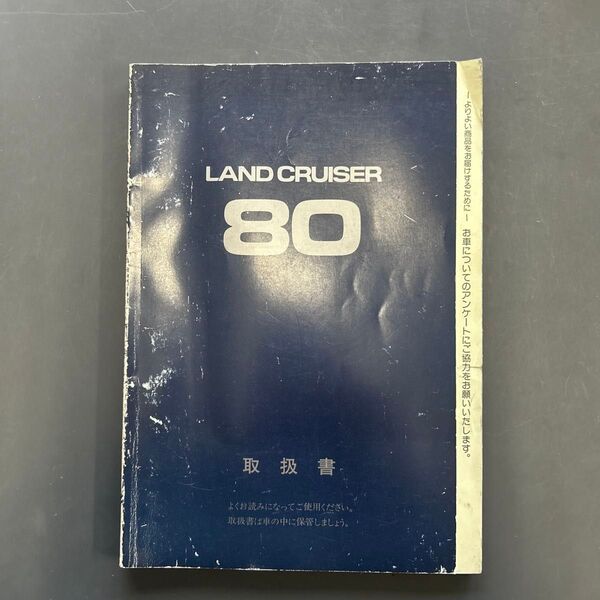 LAND CRUISER
80
取扱書
よくお読みになってご使用ください。
取扱書は車の中に保管しましょう。
ーよりよい商品をお届けするためにー お車についてのアンケートにご協力をお願いいたします。